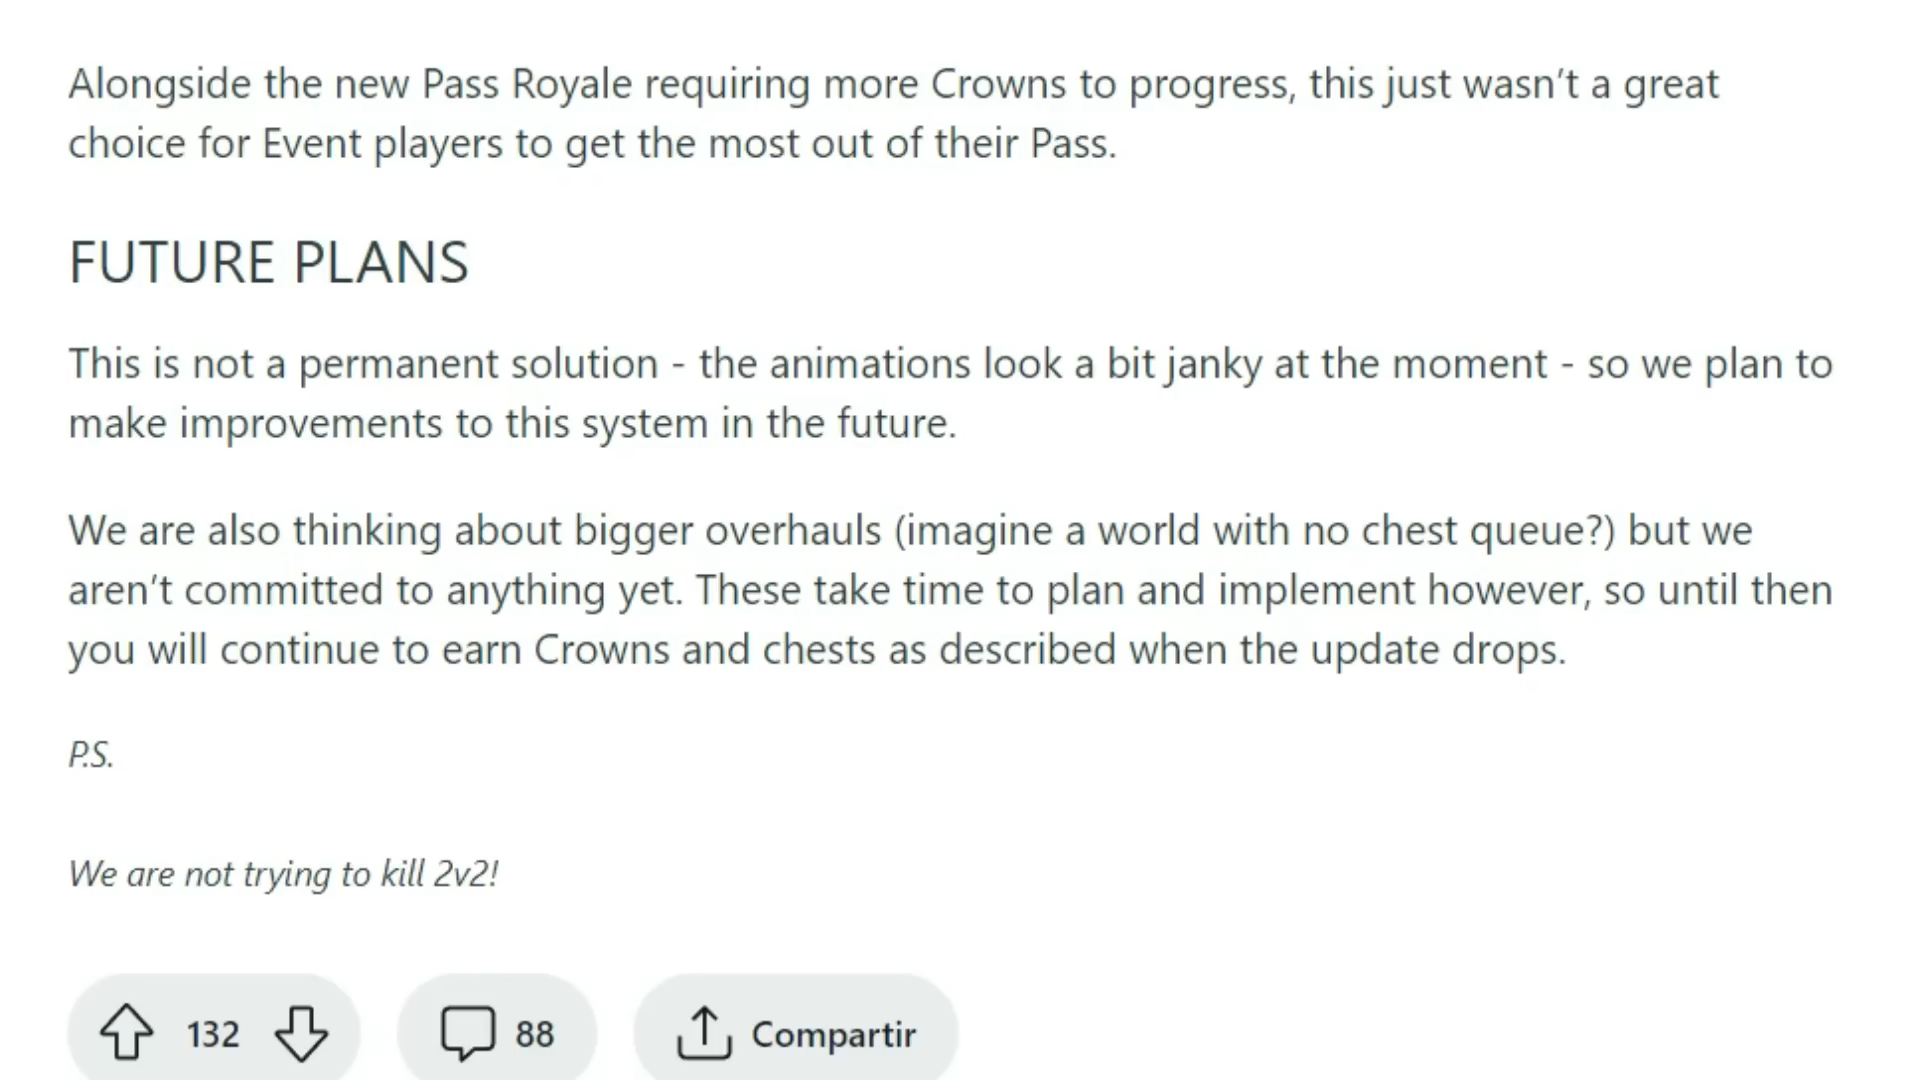 Alongside the new Pass Royale requiring more Crowns to progress, this just wasn’t a great
choice for Event players to get the most out of their Pass.
FUTURE PLANS
This is not a permanent solution - the animations look a bit janky at the moment - so we plan to
make improvements to this system in the future.
We are also thinking about bigger overhauls (imagine a world with no chest queue?) but we
aren’t committed to anything yet. These take time to plan and implement however, so until then
you will continue to earn Crowns and chests as described when the update drops.
P.S.
We are not trying to kill 2v2!
132 88 Compartir